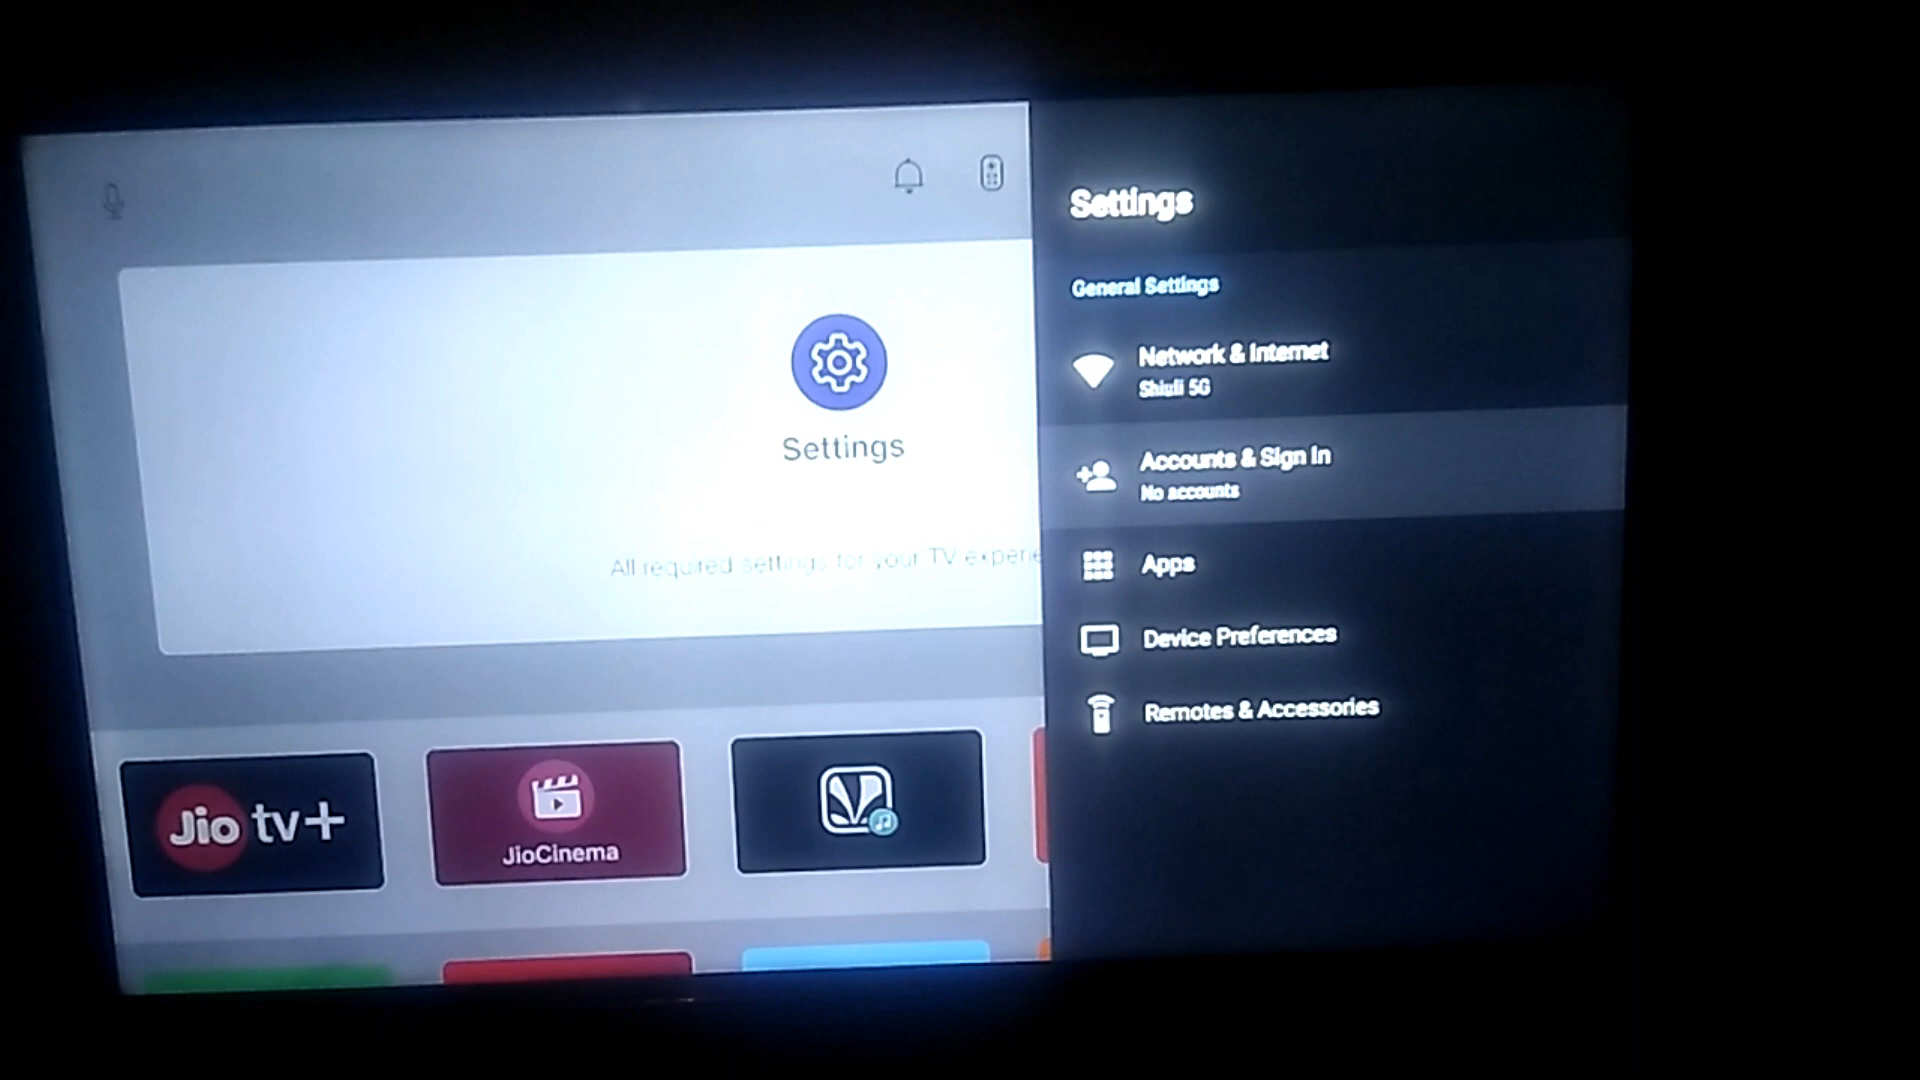 Settings
General Settings
Network & Internet
Shiuli 5G
Accounts & Sign In
No accounts
Apps
Device Preferences
Remotes & Accessories
Settings
All required settings for your TV experie
Jio tv+
JioCinema